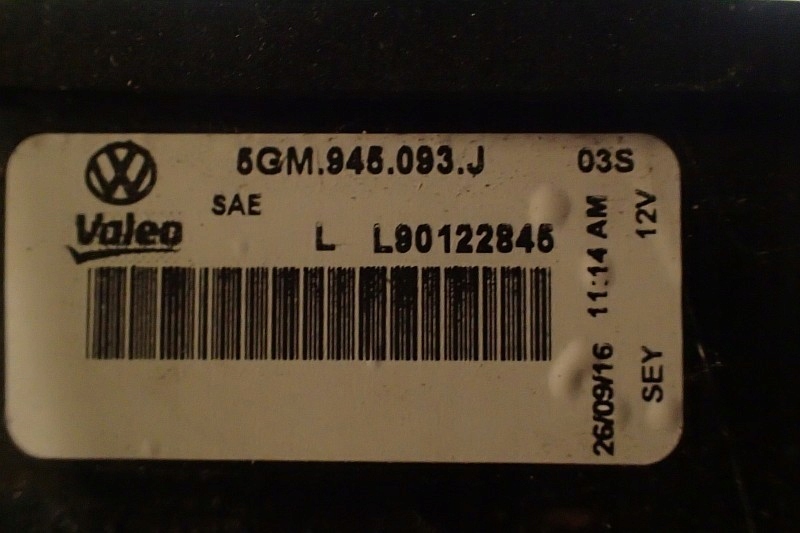 5GM.945.093.J 03S
Valeo SAE
L L90122845
26/09/16 11:14 AM
SEY 12V